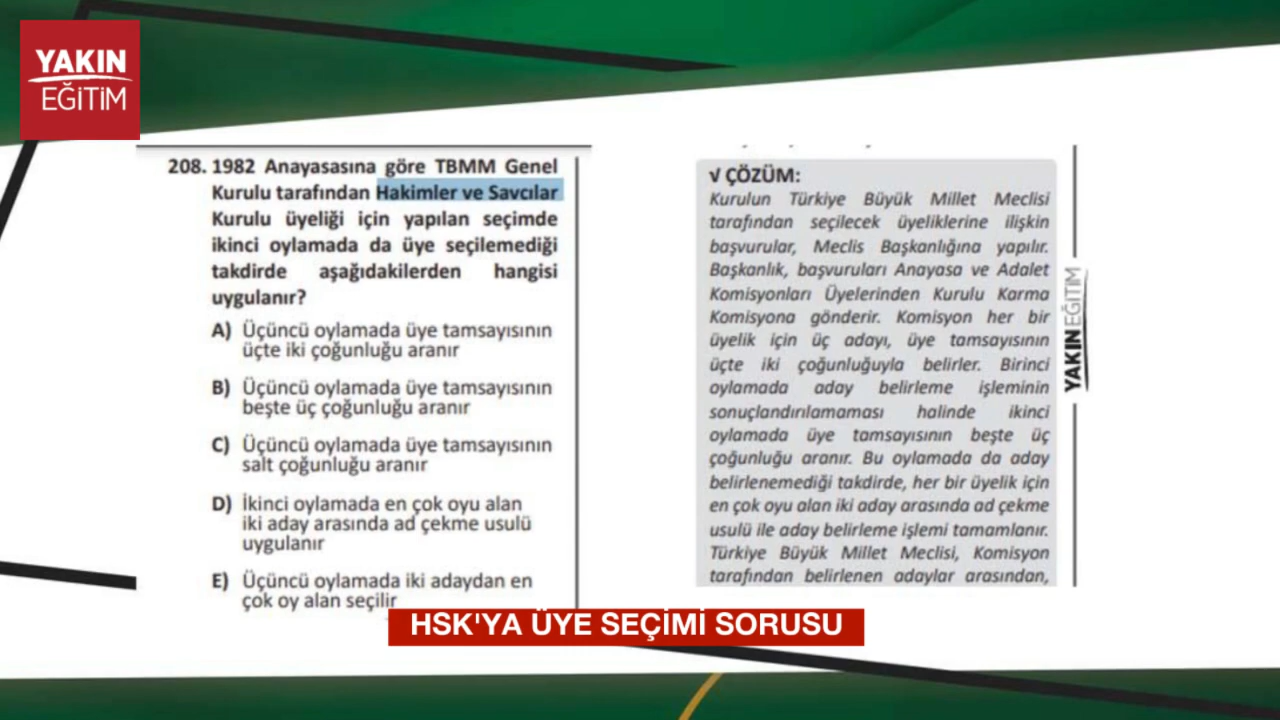 YAKIN
EĞİTİM
208. 1982 Anayasasına göre TBMM Genel
Kurulu tarafından Hakimler ve Savcılar
Kurulu üyeliği için yapılan seçimde
ikinci oylamada da üye seçilemediği
takdirde aşağıdakilerden hangisi
uygulanır?
A) Üçüncü oylamada üye tamsayısının
üçte iki çoğunluğu aranır
B) Üçüncü oylamada üye tamsayısının
beşte üç çoğunluğu aranır
C) Üçüncü oylamada üye tamsayısının
salt çoğunluğu aranır
D) İkinci oylamada en çok oyu alan
iki aday arasında ad çekme usulü
uygulanır
E) Üçüncü oylamada iki adaydan en
çok oy alan seçilir
√ ÇÖZÜM:
Kurulun Türkiye Büyük Millet Meclisi
tarafından seçilecek üyeliklerine ilişkin
başvurular, Meclis Başkanlığına yapılır.
Başkanlık, başvuruları Anayasa ve Adalet
Komisyonları Üyelerinden Kurulu Karma
Komisyona gönderir. Komisyon her bir
üyelik için üç adayı, üye tamsayısının
üçte iki çoğunluğuyla belirler. Birinci
oylamada aday belirleme işleminin
sonuçlandırılamaması halinde ikinci
oylamada üye tamsayısının beşte üç
çoğunluğu aranır. Bu oylamada da aday
belirlenemediği takdirde, her bir üyelik için
en çok oyu alan iki aday arasında ad çekme
usulü ile aday belirleme işlemi tamamlanır.
Türkiye Büyük Millet Meclisi, Komisyon
tarafından belirlenen adaylar arasından,
YAKIN EĞİTİM
HSK'YA ÜYE SEÇİMİ SORUSU